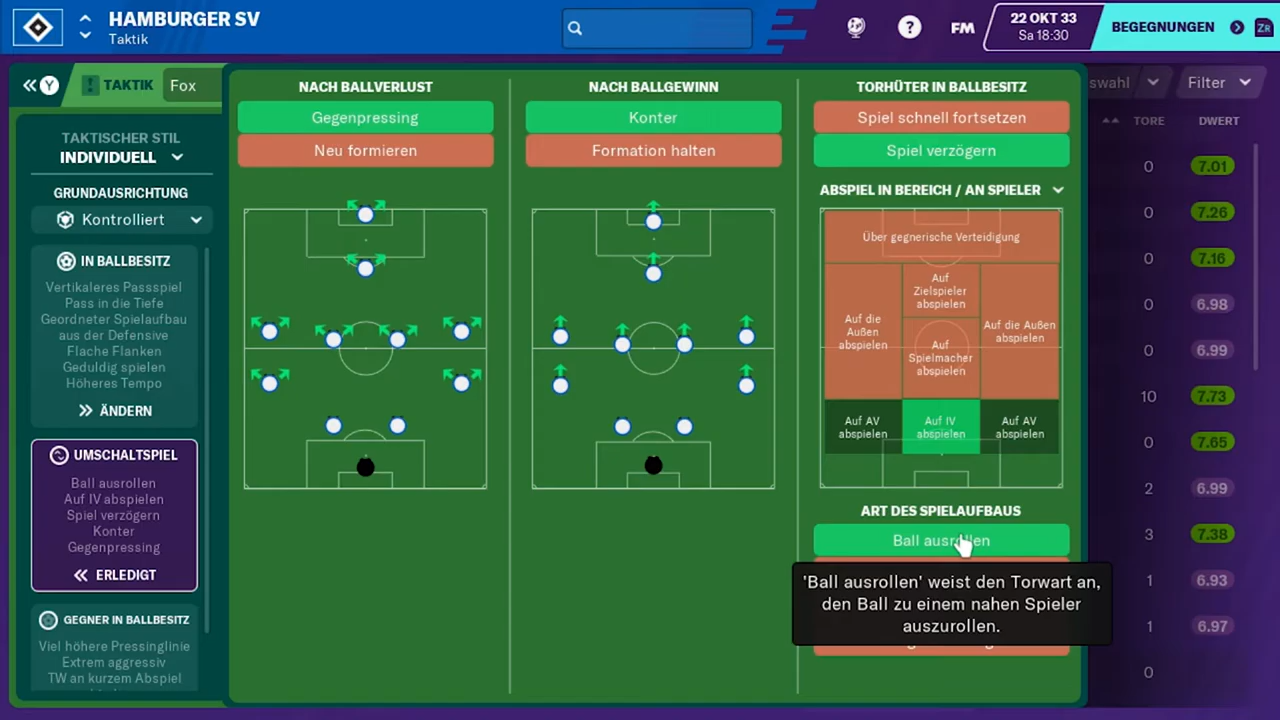 HAMBURGER SV
Taktik
FM
22 OKT 33
Sa 18:30
BEGEGNUNGEN
ZR
Y
TAKTIK
Fox
swahl
Filter
TORE
DWERT
TAKTISCHER STIL
INDIVIDUELL
GRUNDAUSRICHTUNG
Kontrolliert
IN BALLBESITZ
Vertikaleres Passspiel
Pass in die Tiefe
Geordneter Spielaufbau
aus der Defensive
Flache Flanken
Geduldig spielen
Höheres Tempo
ÄNDERN
UMSCHALTSPIEL
Ball ausrollen
Auf IV abspielen
Spiel verzögern
Konter
Gegenpressing
ERLEDIGT
GEGNER IN BALLBESITZ
Viel höhere Pressinglinie
Extrem aggressiv
TW an kurzem Abspiel
NACH BALLVERLUST
Gegenpressing
Neu formieren
NACH BALLGEWINN
Konter
Formation halten
TORHÜTER IN BALLBESITZ
Spiel schnell fortsetzen
Spiel verzögern
ABSPIEL IN BEREICH / AN SPIELER
Über gegnerische Verteidigung
Auf die
Außen
abspielen
Auf
Zielspieler
abspielen
Auf
Spielmacher
abspielen
Auf die Außen
abspielen
Auf AV
abspielen
Auf IV
abspielen
Auf AV
abspielen
ART DES SPIELAUFBAUS
Ball ausrollen
'Ball ausrollen' weist den Torwart an,
den Ball zu einem nahen Spieler
auszurollen.
0 7.01
0 7.26
0 7.16
0 6.98
0 6.99
10 7.73
0 7.65
2 6.99
3 7.38
1 6.93
1 6.97
0